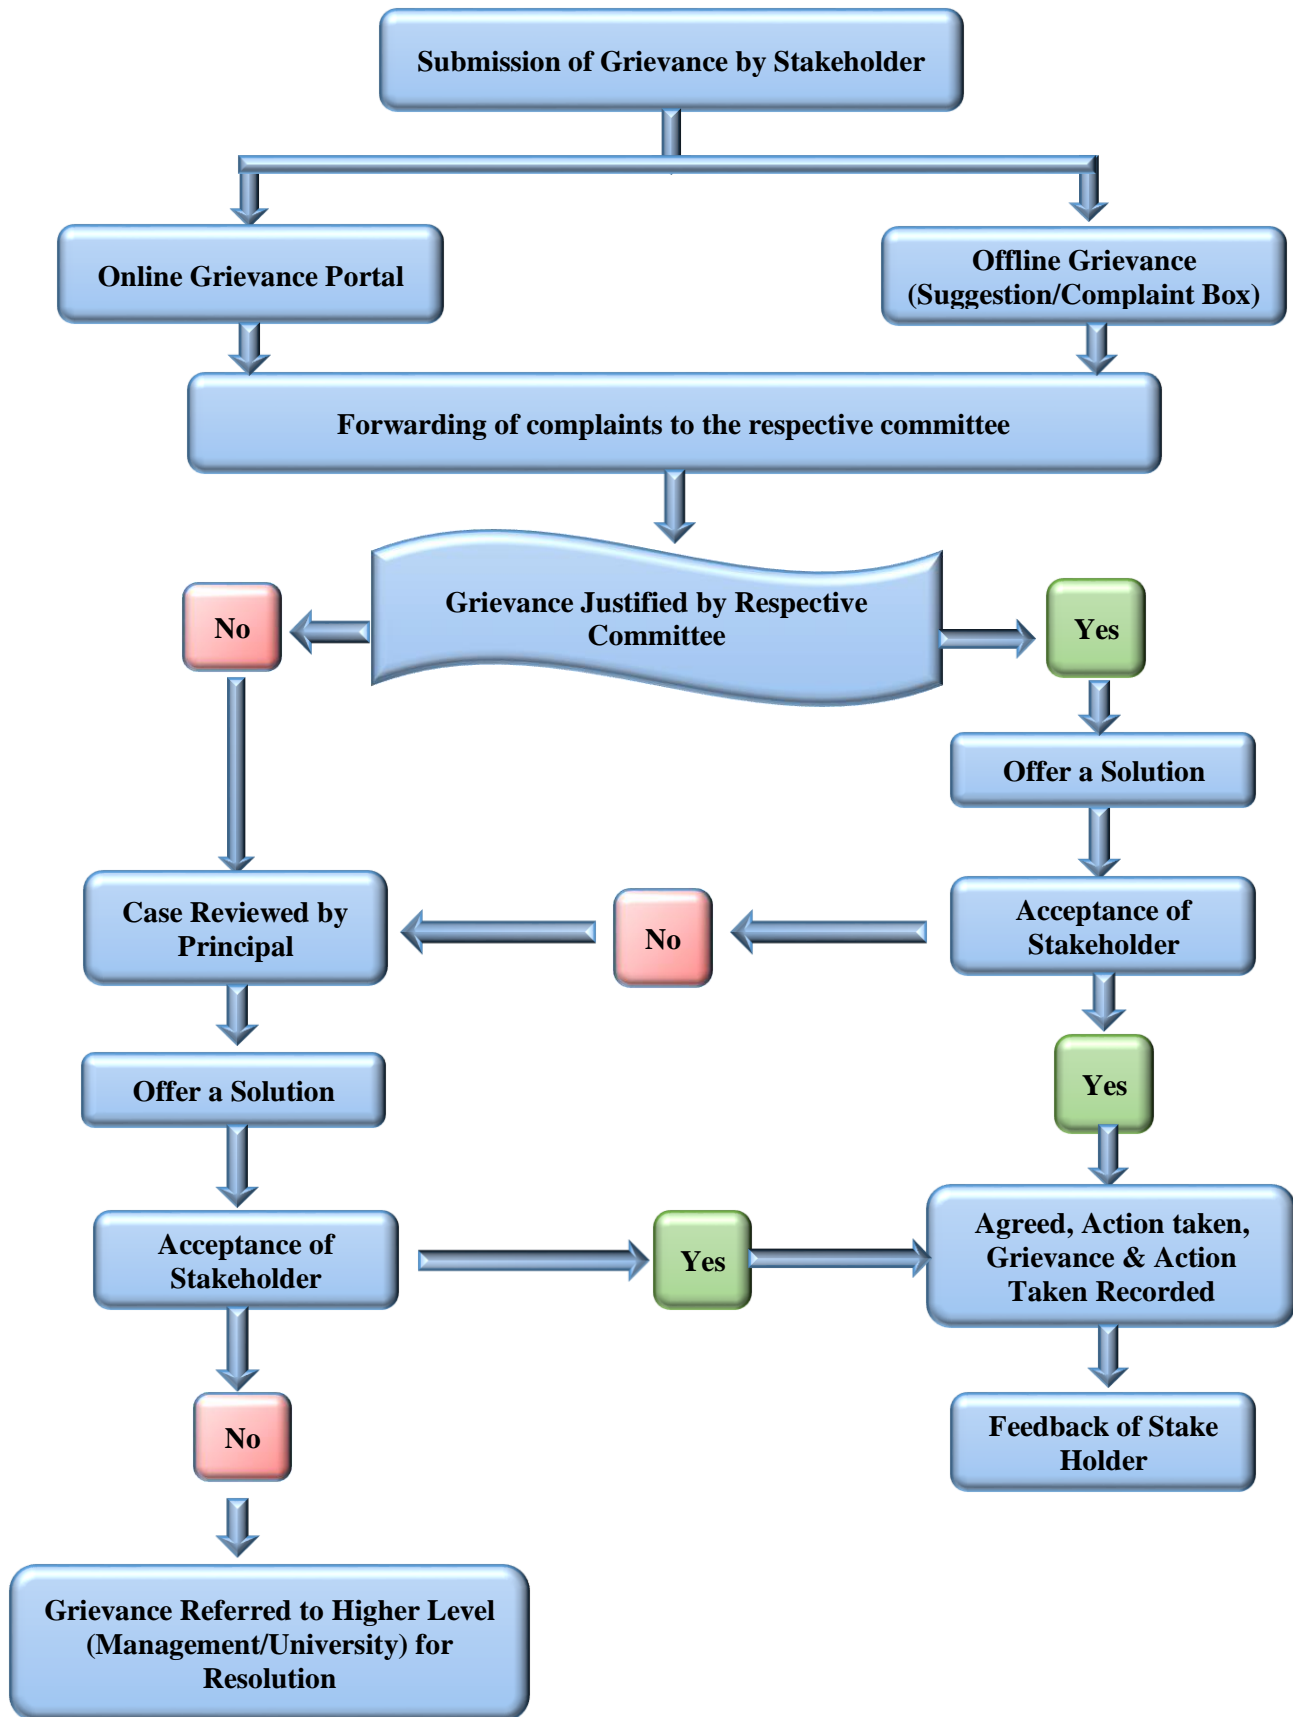 Submission of Grievance by Stakeholder
Online Grievance Portal
Offline Grievance
(Suggestion/Complaint Box)
Forwarding of complaints to the respective committee
Grievance Justified by Respective
Committee
No
Yes
Offer a Solution
Case Reviewed by
Principal
No
Acceptance of
Stakeholder
Offer a Solution
Yes
Acceptance of
Stakeholder
Yes
Agreed, Action taken,
Grievance & Action
Taken Recorded
No
Feedback of Stake
Holder
Grievance Referred to Higher Level
(Management/University) for
Resolution